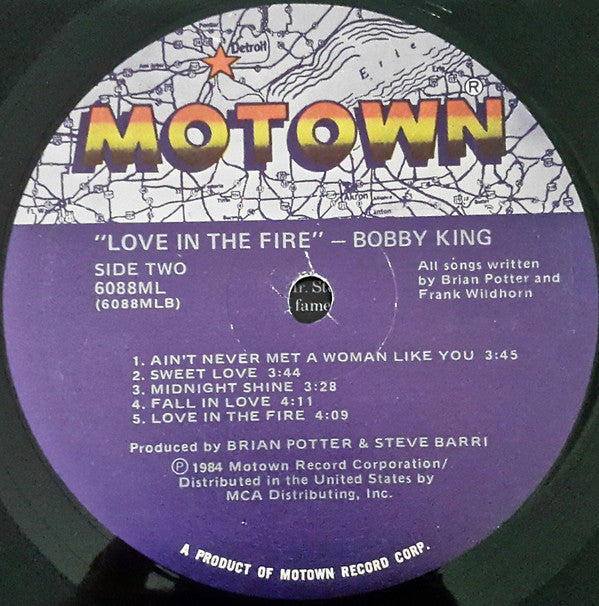 Detroit
Erie
MOTOWN®
Akron
Canton
"LOVE IN THE FIRE" – BOBBY KING
SIDE TWO
6088ML
(6088MLB)
All songs written
by Brian Potter and
Frank Wildhorn
fame
1. AIN'T NEVER MET A WOMAN LIKE YOU 3:45
2. SWEET LOVE 3:44
3. MIDNIGHT SHINE 3:28
4. FALL IN LOVE 4:11
5. LOVE IN THE FIRE 4:09
Produced by BRIAN POTTER & STEVE BARRI
Ⓟ 1984 Motown Record Corporation/
Distributed in the United States by
MCA Distributing, Inc.
A PRODUCT OF MOTOWN RECORD CORP.